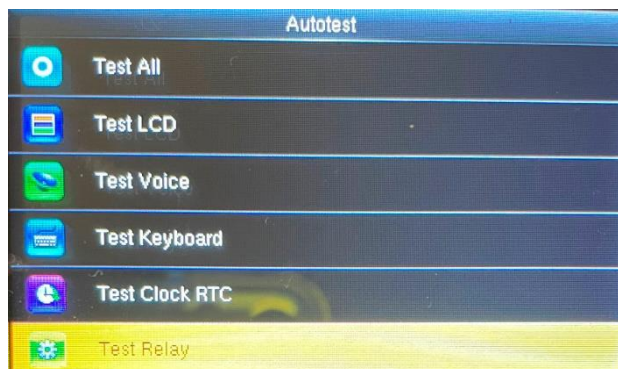 Autotest
Test All
Test LCD
Test Voice
Test Keyboard
Test Clock RTC
Test Relay